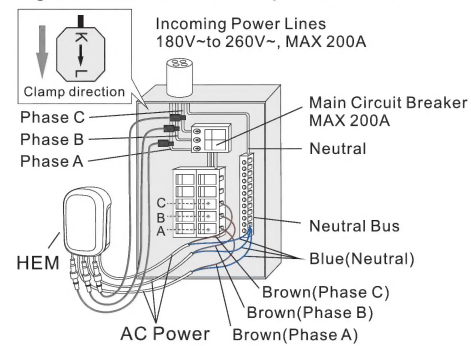 Incoming Power Lines
180V~to 260V~, MAX 200A
K
L
Clamp direction
Phase C
Phase B
Phase A
Main Circuit Breaker
MAX 200A
Neutral
C
B
A
Neutral Bus
HEM
Blue(Neutral)
Brown(Phase C)
Brown(Phase B)
AC Power
Brown(Phase A)